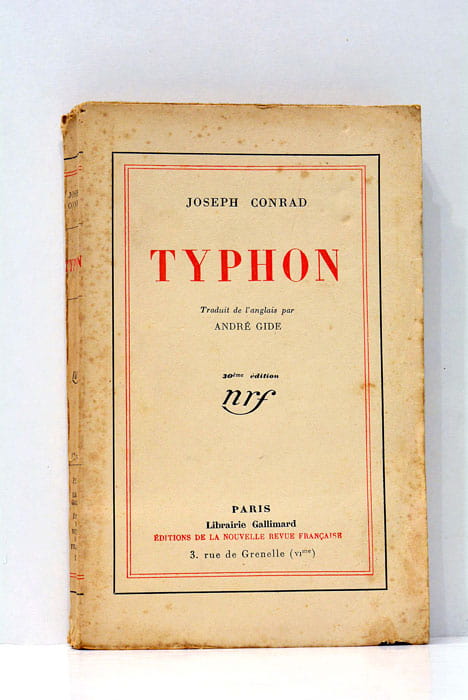 JOSEPH CONRAD
TYPHON
Traduit de l'anglais par
ANDRÉ GIDE
30ème édition
nrf
PARIS
Librairie Gallimard
ÉDITIONS DE LA NOUVELLE REVUE FRANÇAISE
3, rue de Grenelle (VIme)